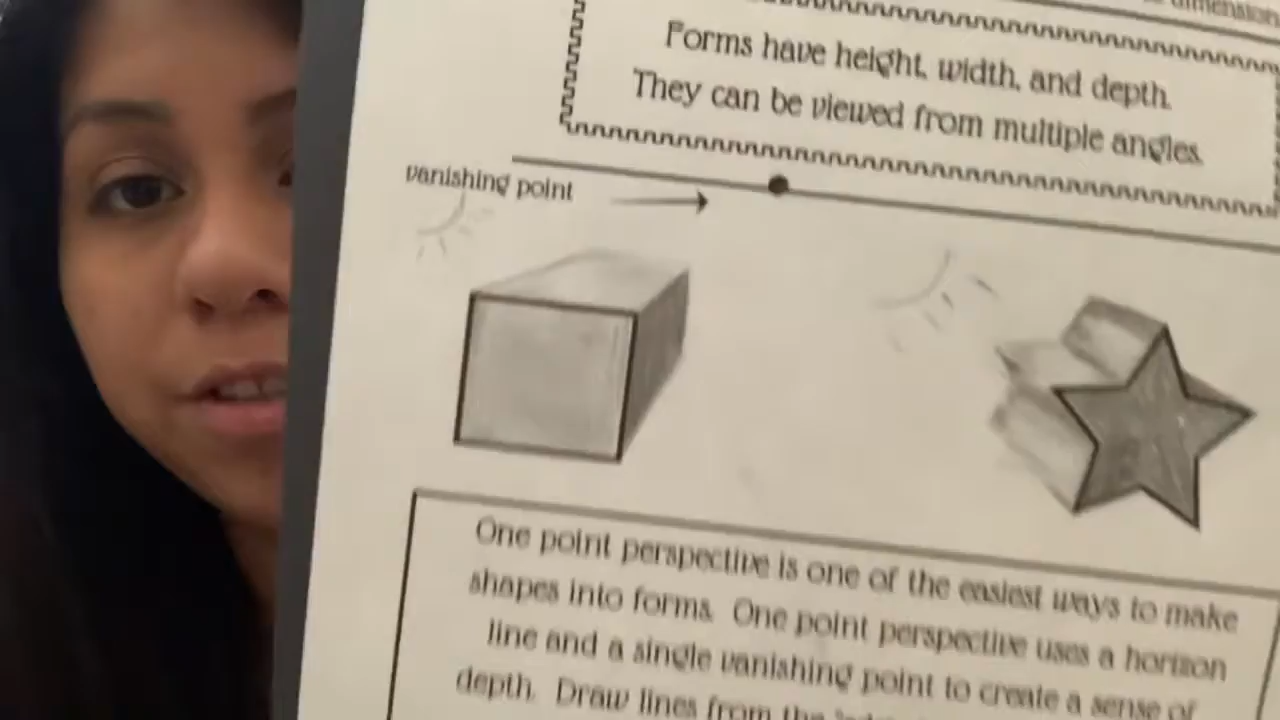 dimension
Forms have height, width, and depth.
They can be viewed from multiple angles.
vanishing point
One point perspective is one of the easiest ways to make
shapes into forms. One point perspective uses a horizon
line and a single vanishing point to create a sense of
depth. Draw lines from the